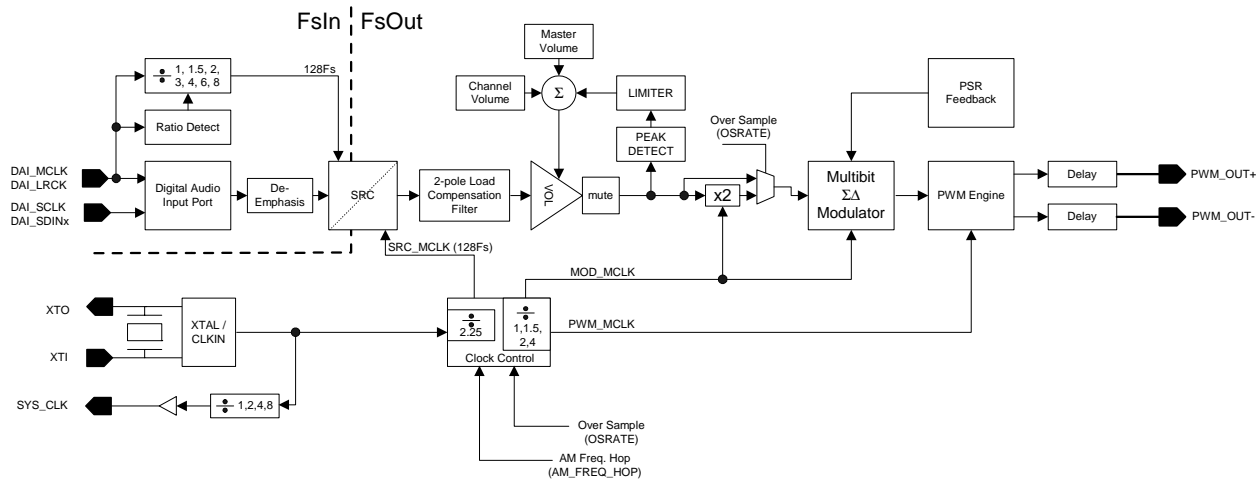 FsIn
FsOut
Master
Volume
÷ 1, 1.5, 2,
3, 4, 6, 8
128Fs
Channel
Volume
Σ
LIMITER
PSR
Feedback
Ratio Detect
Over Sample
(OSRATE)
PEAK
DETECT
DAI_MCLK
DAI_LRCK
DAI_SCLK
DAI_SDINx
Digital Audio
Input Port
De-
Emphasis
SRC
2-pole Load
Compensation
Filter
VOL
mute
x2
Multibit
ΣΔ
Modulator
PWM Engine
Delay
PWM_OUT+
Delay
PWM_OUT-
SRC_MCLK (128Fs)
MOD_MCLK
XTO
XTI
XTAL /
CLKIN
÷
2.25
÷
1,1.5,
2,4
Clock Control
PWM_MCLK
SYS_CLK
÷ 1,2,4,8
Over Sample
(OSRATE)
AM Freq. Hop
(AM_FREQ_HOP)